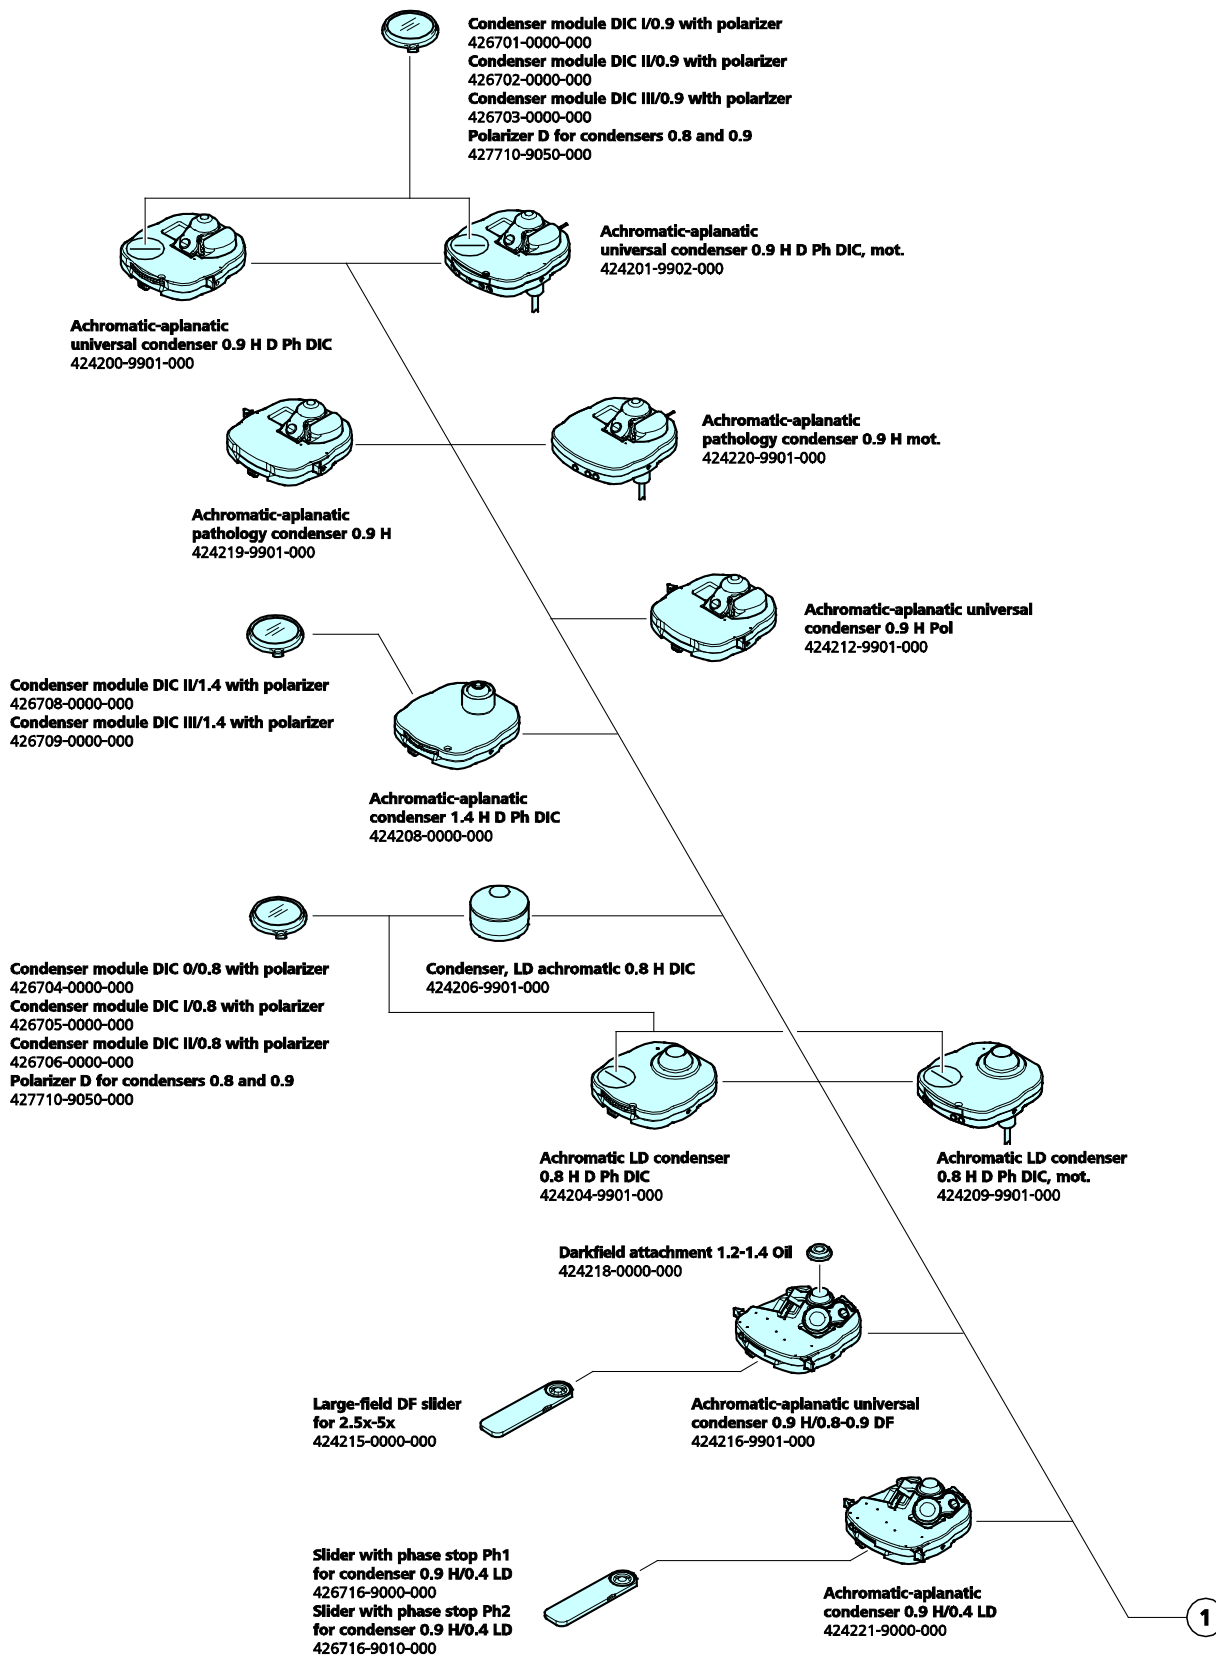 Condenser module DIC I/0.9 with polarizer
426701-0000-000
Condenser module DIC II/0.9 with polarizer
426702-0000-000
Condenser module DIC III/0.9 with polarizer
426703-0000-000
Polarizer D for condensers 0.8 and 0.9
427710-9050-000
Achromatic-aplanatic
universal condenser 0.9 H D Ph DIC, mot.
424201-9902-000
Achromatic-aplanatic
universal condenser 0.9 H D Ph DIC
424200-9901-000
Achromatic-aplanatic
pathology condenser 0.9 H mot.
424220-9901-000
Achromatic-aplanatic
pathology condenser 0.9 H
424219-9901-000
Achromatic-aplanatic universal
condenser 0.9 H Pol
424212-9901-000
Condenser module DIC II/1.4 with polarizer
426708-0000-000
Condenser module DIC III/1.4 with polarizer
426709-0000-000
Achromatic-aplanatic
condenser 1.4 H D Ph DIC
424208-0000-000
Condenser module DIC 0/0.8 with polarizer
426704-0000-000
Condenser module DIC I/0.8 with polarizer
426705-0000-000
Condenser module DIC II/0.8 with polarizer
426706-0000-000
Polarizer D for condensers 0.8 and 0.9
427710-9050-000
Condenser, LD achromatic 0.8 H DIC
424206-9901-000
Achromatic LD condenser
0.8 H D Ph DIC
424204-9901-000
Achromatic LD condenser
0.8 H D Ph DIC, mot.
424209-9901-000
Darkfield attachment 1.2-1.4 Oil
424218-0000-000
Large-field DF slider
for 2.5x-5x
424215-0000-000
Achromatic-aplanatic universal
condenser 0.9 H/0.8-0.9 DF
424216-9901-000
Slider with phase stop Ph1
for condenser 0.9 H/0.4 LD
426716-9000-000
Slider with phase stop Ph2
for condenser 0.9 H/0.4 LD
426716-9010-000
Achromatic-aplanatic
condenser 0.9 H/0.4 LD
424221-9000-000
1